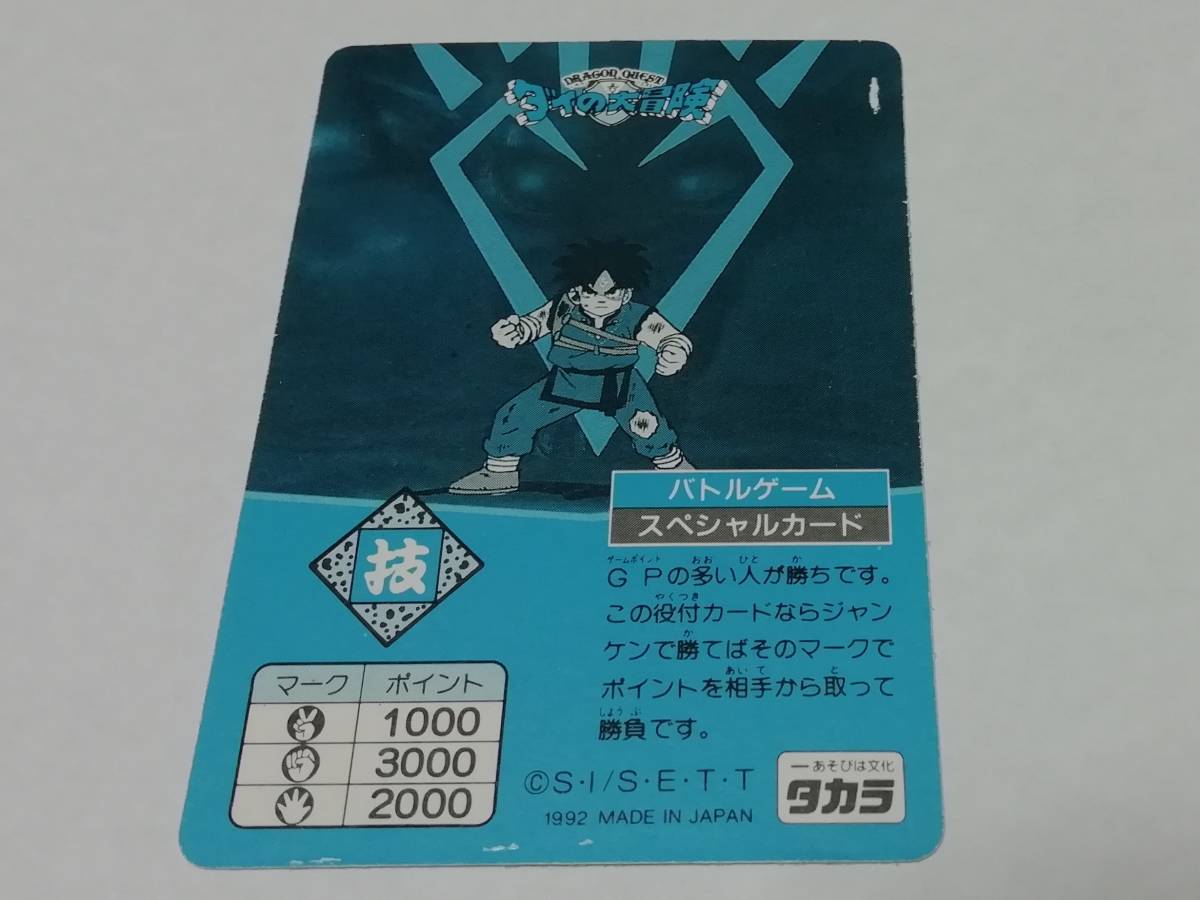 DRAGON QUEST
ダイの大冒険
バトルゲーム
スペシャルカード
技
ゲームポイント おお ひと か
GPの多い人が勝ちです。
やくつき
この役付カードならジャン
か
ケンで勝てばそのマークで
あいて と
ポイントを相手から取って
しょうぶ
勝負です。
マーク ポイント
1000
3000
2000
©S・I/S・E・T・T
1992 MADE IN JAPAN
ーあそびは文化
タカラ